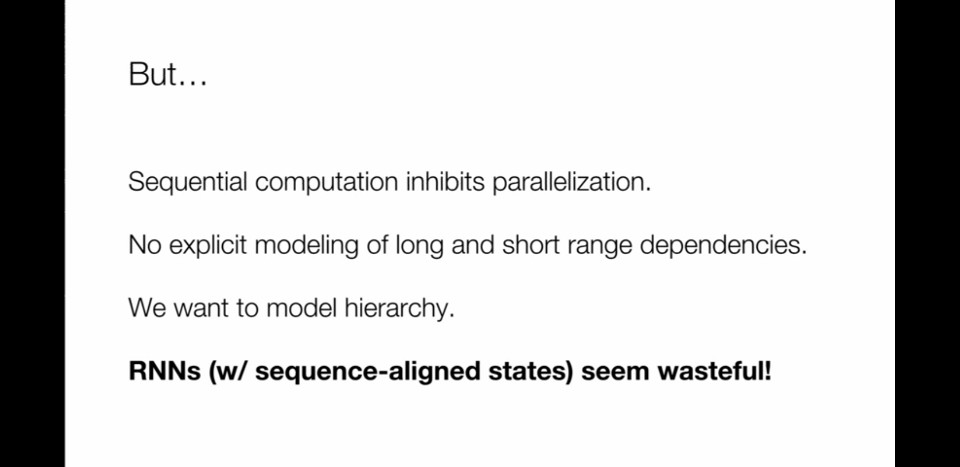 But...
Sequential computation inhibits parallelization.
No explicit modeling of long and short range dependencies.
We want to model hierarchy.
RNNs (w/ sequence-aligned states) seem wasteful!